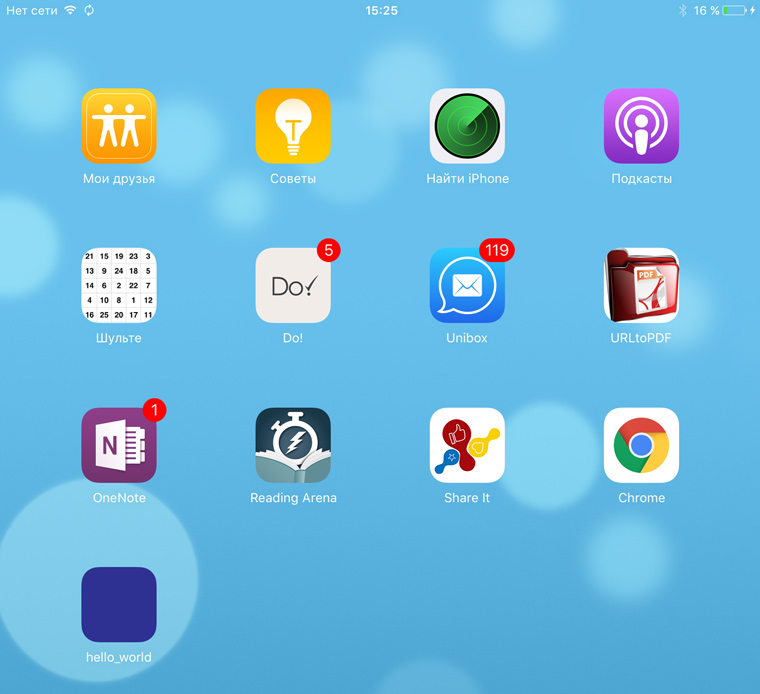 Нет сети 15:25 16 %
Мои друзья Советы Найти iPhone Подкасты
21 15 19 23 3
13 9 24 18 5
14 6 2 22 7
4 10 8 1 12
16 25 20 17 11
Do!
5
119
PDF
Шульте Do! Unibox URLtoPDF
N
1
OneNote Reading Arena Share It Chrome
hello_world